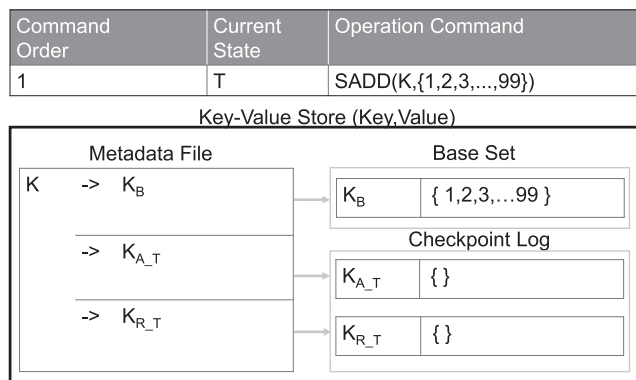 Command Order Current State Operation Command
1 T SADD(K,{1,2,3,...,99})
Key-Value Store (Key,Value)
Metadata File Base Set
K -> K_B K_B { 1,2,3,...99 }
Checkpoint Log
-> K_A_T K_A_T { }
-> K_R_T K_R_T { }